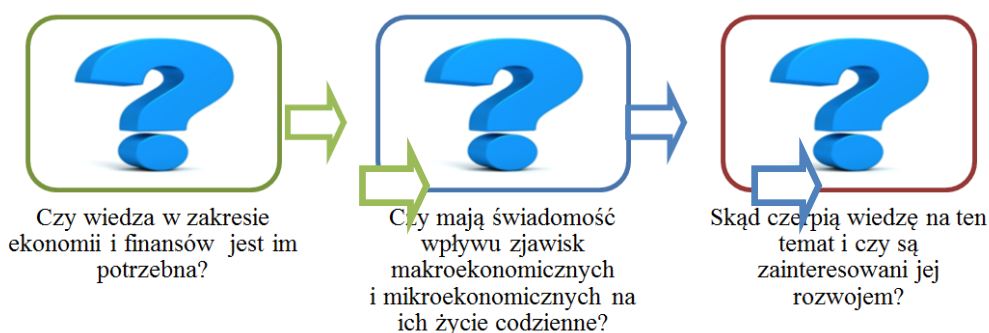 Czy wiedza w zakresie
ekonomii i finansów jest im
potrzebna?
Czy mają świadomość
wpływu zjawisk
makroekonomicznych
i mikroekonomicznych na
ich życie codzienne?
Skąd czerpią wiedzę na ten
temat i czy są
zainteresowani jej
rozwojem?